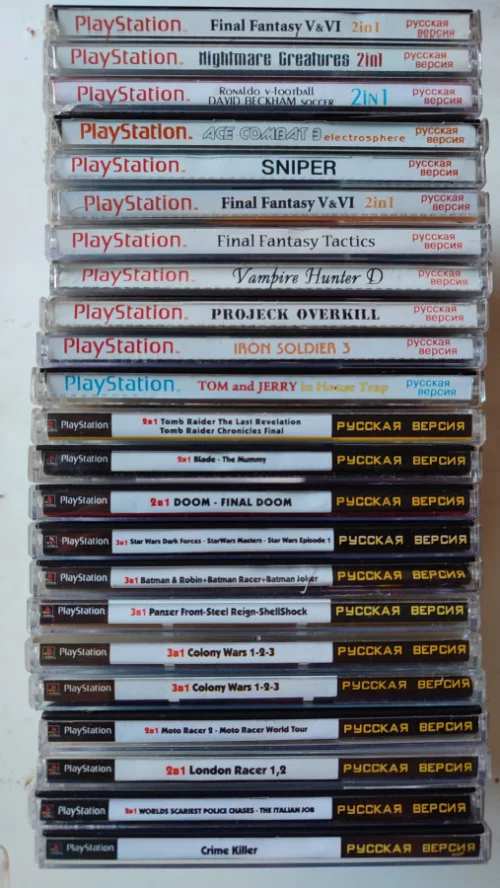 PlayStation Final Fantasy V&VI 2in1 русская версия
PlayStation Nightmare Creatures 2in1 русская версия
PlayStation Ronaldo v-football DAVID BECKHAM SOCCER 2IN1 русская версия
PlayStation ACE COMBAT 3 electrosphere русская версия
PlayStation SNIPER русская версия
PlayStation Final Fantasy V&VI 2in1 русская версия
PlayStation Final Fantasy Tactics русская версия
PlayStation Vampire Hunter D русская версия
PlayStation PROJECK OVERKILL русская версия
PlayStation IRON SOLDIER 3 русская версия
PlayStation TOM and JERRY in House Trap русская версия
PlayStation 2в1 Tomb Raider The Last Revelation
Tomb Raider Chronicles Final РУССКАЯ ВЕРСИЯ
PlayStation 2в1 Blade - The Mummy РУССКАЯ ВЕРСИЯ
PlayStation 2в1 DOOM - FINAL DOOM РУССКАЯ ВЕРСИЯ
PlayStation 3в1 Star Wars Dark Forces - StarWars Masters - Star Wars Episode 1 РУССКАЯ ВЕРСИЯ
PlayStation 3в1 Batman & Robin+Batman Racer+Batman Joker РУССКАЯ ВЕРСИЯ
PlayStation 3в1 Panzer Front-Steel Reign-ShellShock РУССКАЯ ВЕРСИЯ
PlayStation 3в1 Colony Wars 1-2-3 РУССКАЯ ВЕРСИЯ
PlayStation 3в1 Colony Wars 1-2-3 РУССКАЯ ВЕРСИЯ
PlayStation 2в1 Moto Racer 2 - Moto Racer World Tour РУССКАЯ ВЕРСИЯ
PlayStation 2в1 London Racer 1,2 РУССКАЯ ВЕРСИЯ
PlayStation 2в1 WORLDS SCARIEST POLICE CHASES - THE ITALIAN JOB РУССКАЯ ВЕРСИЯ
PlayStation Crime Killer РУССКАЯ ВЕРСИЯ